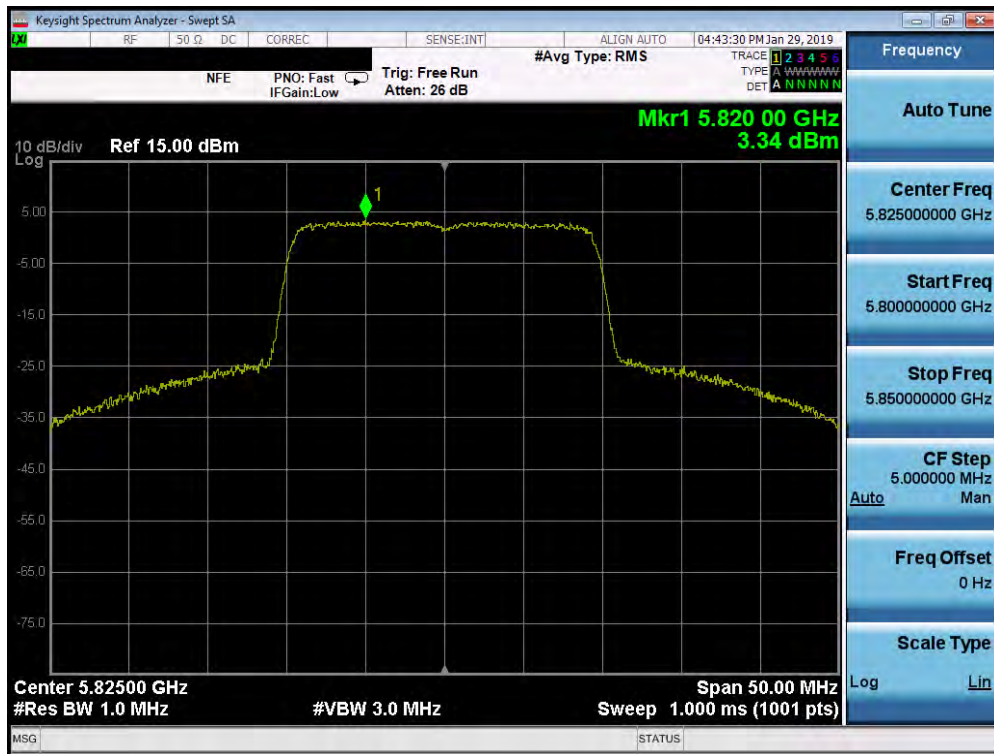 Keysight Spectrum Analyzer - Swept SA
LXI RF 50 Ω DC CORREC SENSE:INT ALIGN AUTO 04:43:30 PM Jan 29, 2019
#Avg Type: RMS
TRACE 1 2 3 4 5 6
TYPE A WWWWW
DET A N N N N N
NFE
PNO: Fast
IFGain:Low
Trig: Free Run
Atten: 26 dB
Mkr1 5.820 00 GHz
3.34 dBm
10 dB/div
Log
Ref 15.00 dBm
1
5.00
-5.00
-15.0
-25.0
-35.0
-45.0
-55.0
-65.0
-75.0
Center 5.82500 GHz
Span 50.00 MHz
#Res BW 1.0 MHz
#VBW 3.0 MHz
Sweep 1.000 ms (1001 pts)
MSG
STATUS
Frequency
Auto Tune
Center Freq
5.825000000 GHz
Start Freq
5.800000000 GHz
Stop Freq
5.850000000 GHz
CF Step
5.000000 MHz
Auto Man
Freq Offset
0 Hz
Scale Type
Log Lin